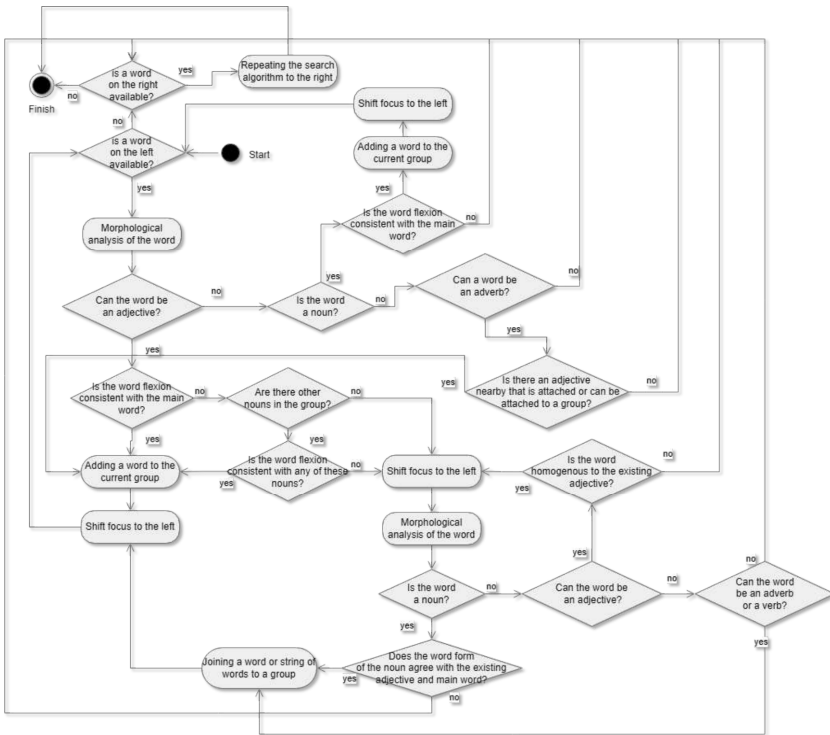 is a word
on the right
available?
yes
no
Repeating the search
algorithm to the right
Finish
no
is a word
on the left
available?
Start
yes
Shift focus to the left
Adding a word to the
current group
yes
Is the word flexion
consistent with the main
word?
no
Morphological
analysis of the word
Can the word be
an adjective?
no
yes
Is the word
a noun?
yes
no
Can a word be
an adverb?
no
yes
Is there an adjective
nearby that is attached or can be
attached to a group?
yes
no
Is the word flexion
consistent with the main
word?
no
yes
Are there other
nouns in the group?
no
yes
Adding a word to the
current group
Is the word flexion
consistent with any of these
nouns?
yes
no
Shift focus to the left
Is the word
homogenous to the existing
adjective?
yes
no
Shift focus to the left
Morphological
analysis of the word
Is the word
a noun?
no
yes
Can the word be
an adjective?
yes
no
Can the word
be an adverb
or a verb?
no
yes
Joining a word or string of
words to a group
Does the word form
of the noun agree with the existing
adjective and main word?
yes
no